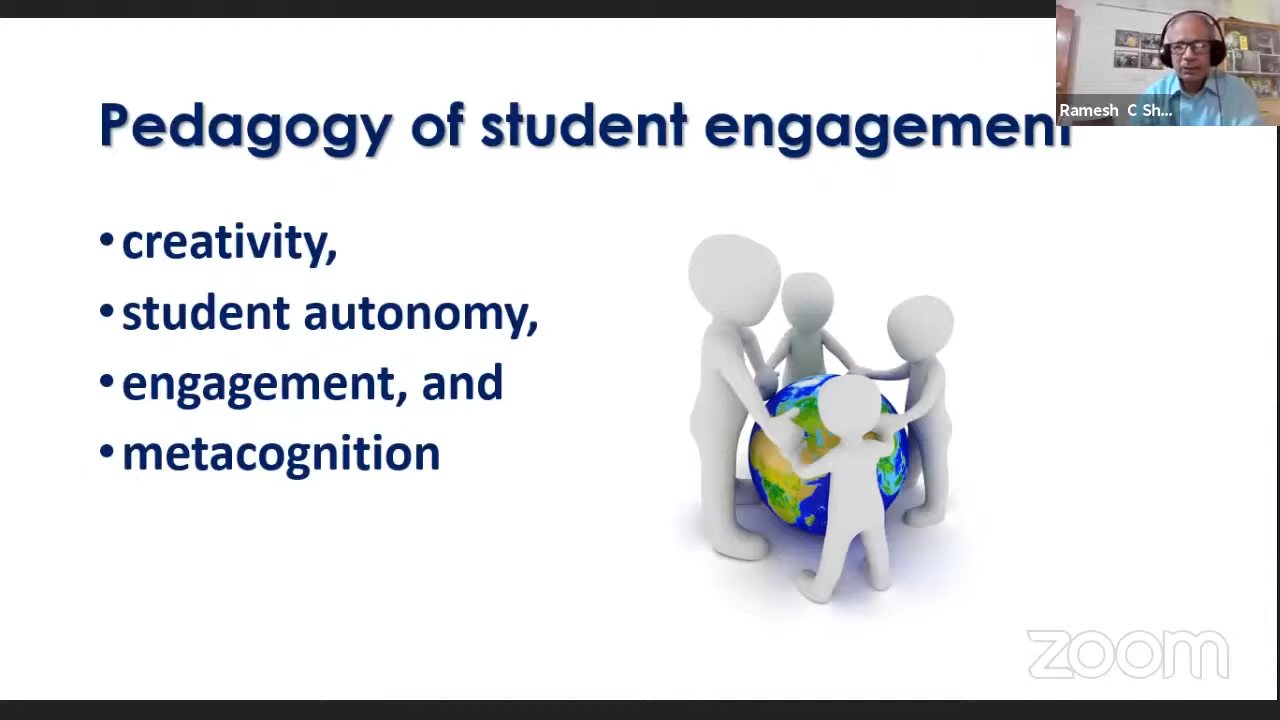 Pedagogy of student engagement
Ramesh C Sh...
• creativity,
• student autonomy,
• engagement, and
• metacognition
zoom